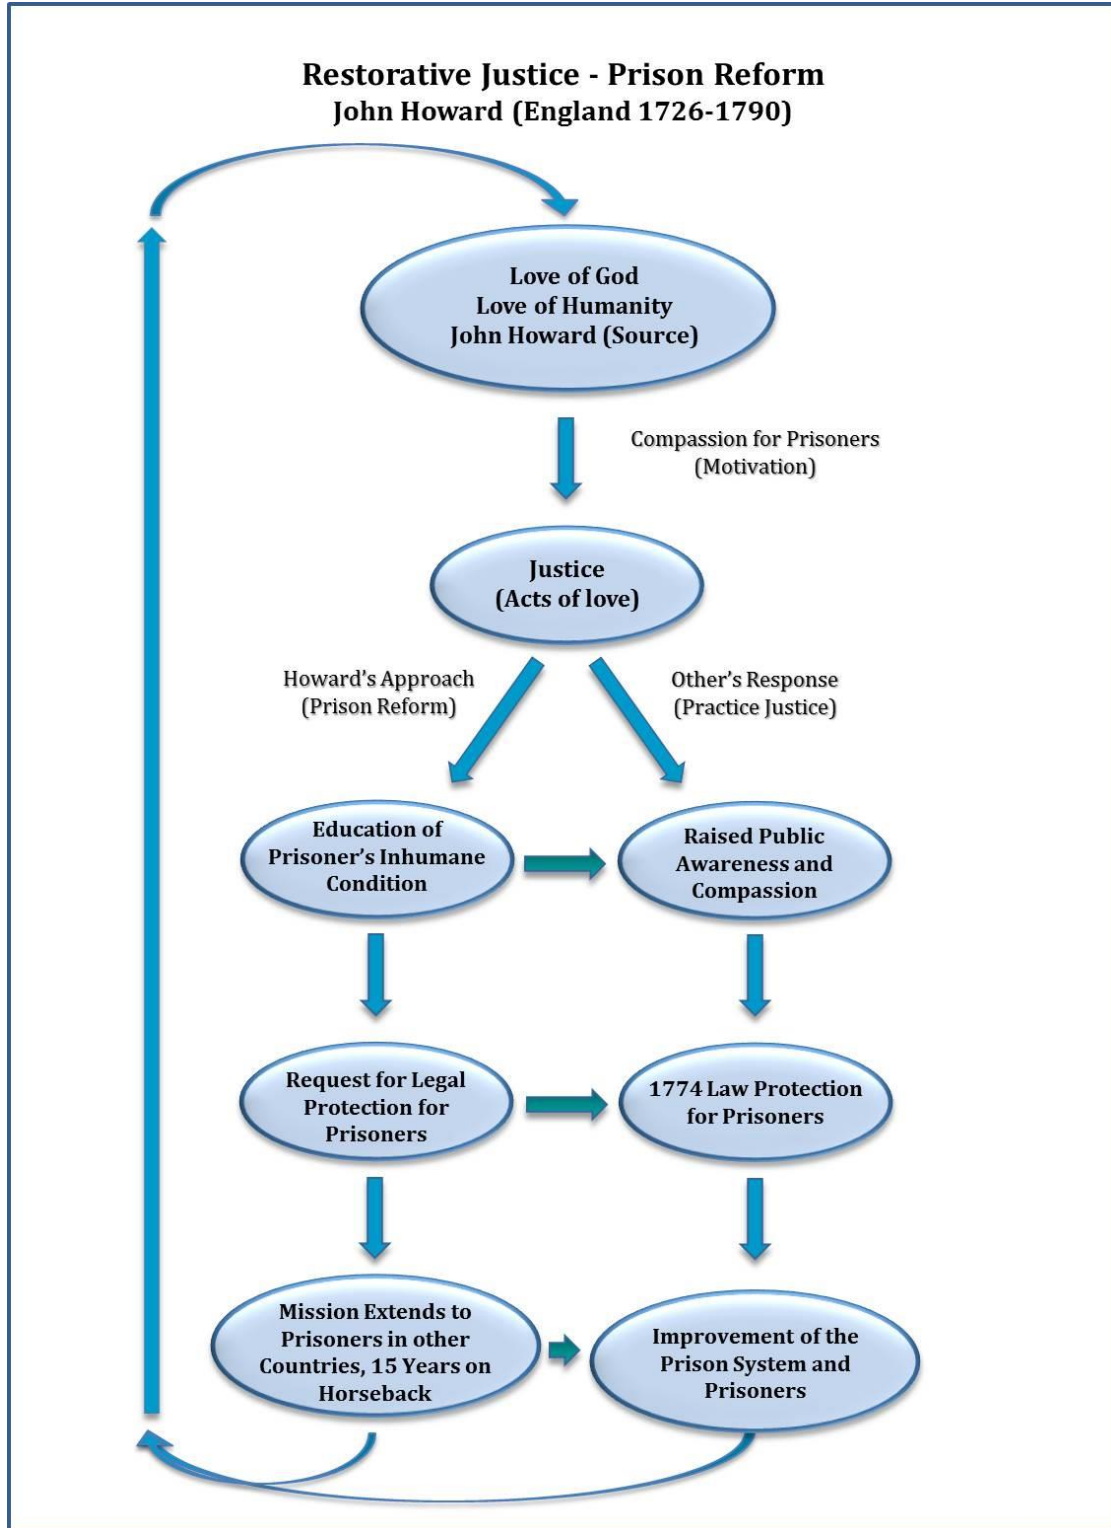 Restorative Justice - Prison Reform
John Howard (England 1726-1790)
Love of God
Love of Humanity
John Howard (Source)
Compassion for Prisoners
(Motivation)
Justice
(Acts of love)
Howard's Approach
(Prison Reform)
Other's Response
(Practice Justice)
Education of
Prisoner's Inhumane
Condition
Raised Public
Awareness and
Compassion
Request for Legal
Protection for
Prisoners
1774 Law Protection
for Prisoners
Mission Extends to
Prisoners in other
Countries, 15 Years on
Horseback
Improvement of the
Prison System and
Prisoners